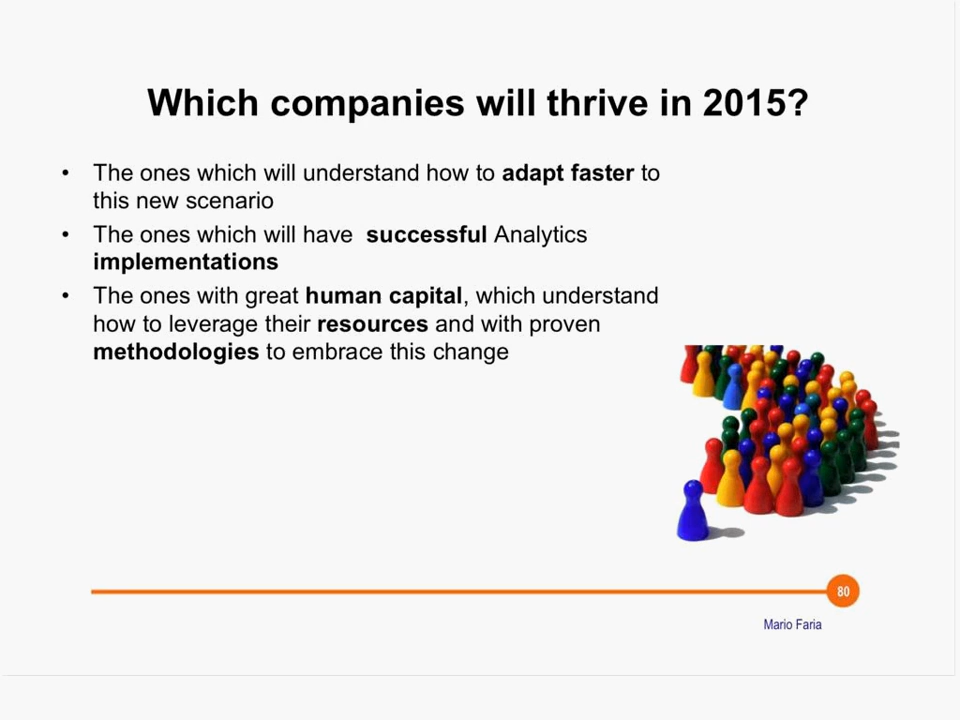 Which companies will thrive in 2015?
• The ones which will understand how to adapt faster to
this new scenario
• The ones which will have  successful Analytics
implementations
• The ones with great human capital, which understand
how to leverage their resources and with proven
methodologies to embrace this change
80
Mario Faria